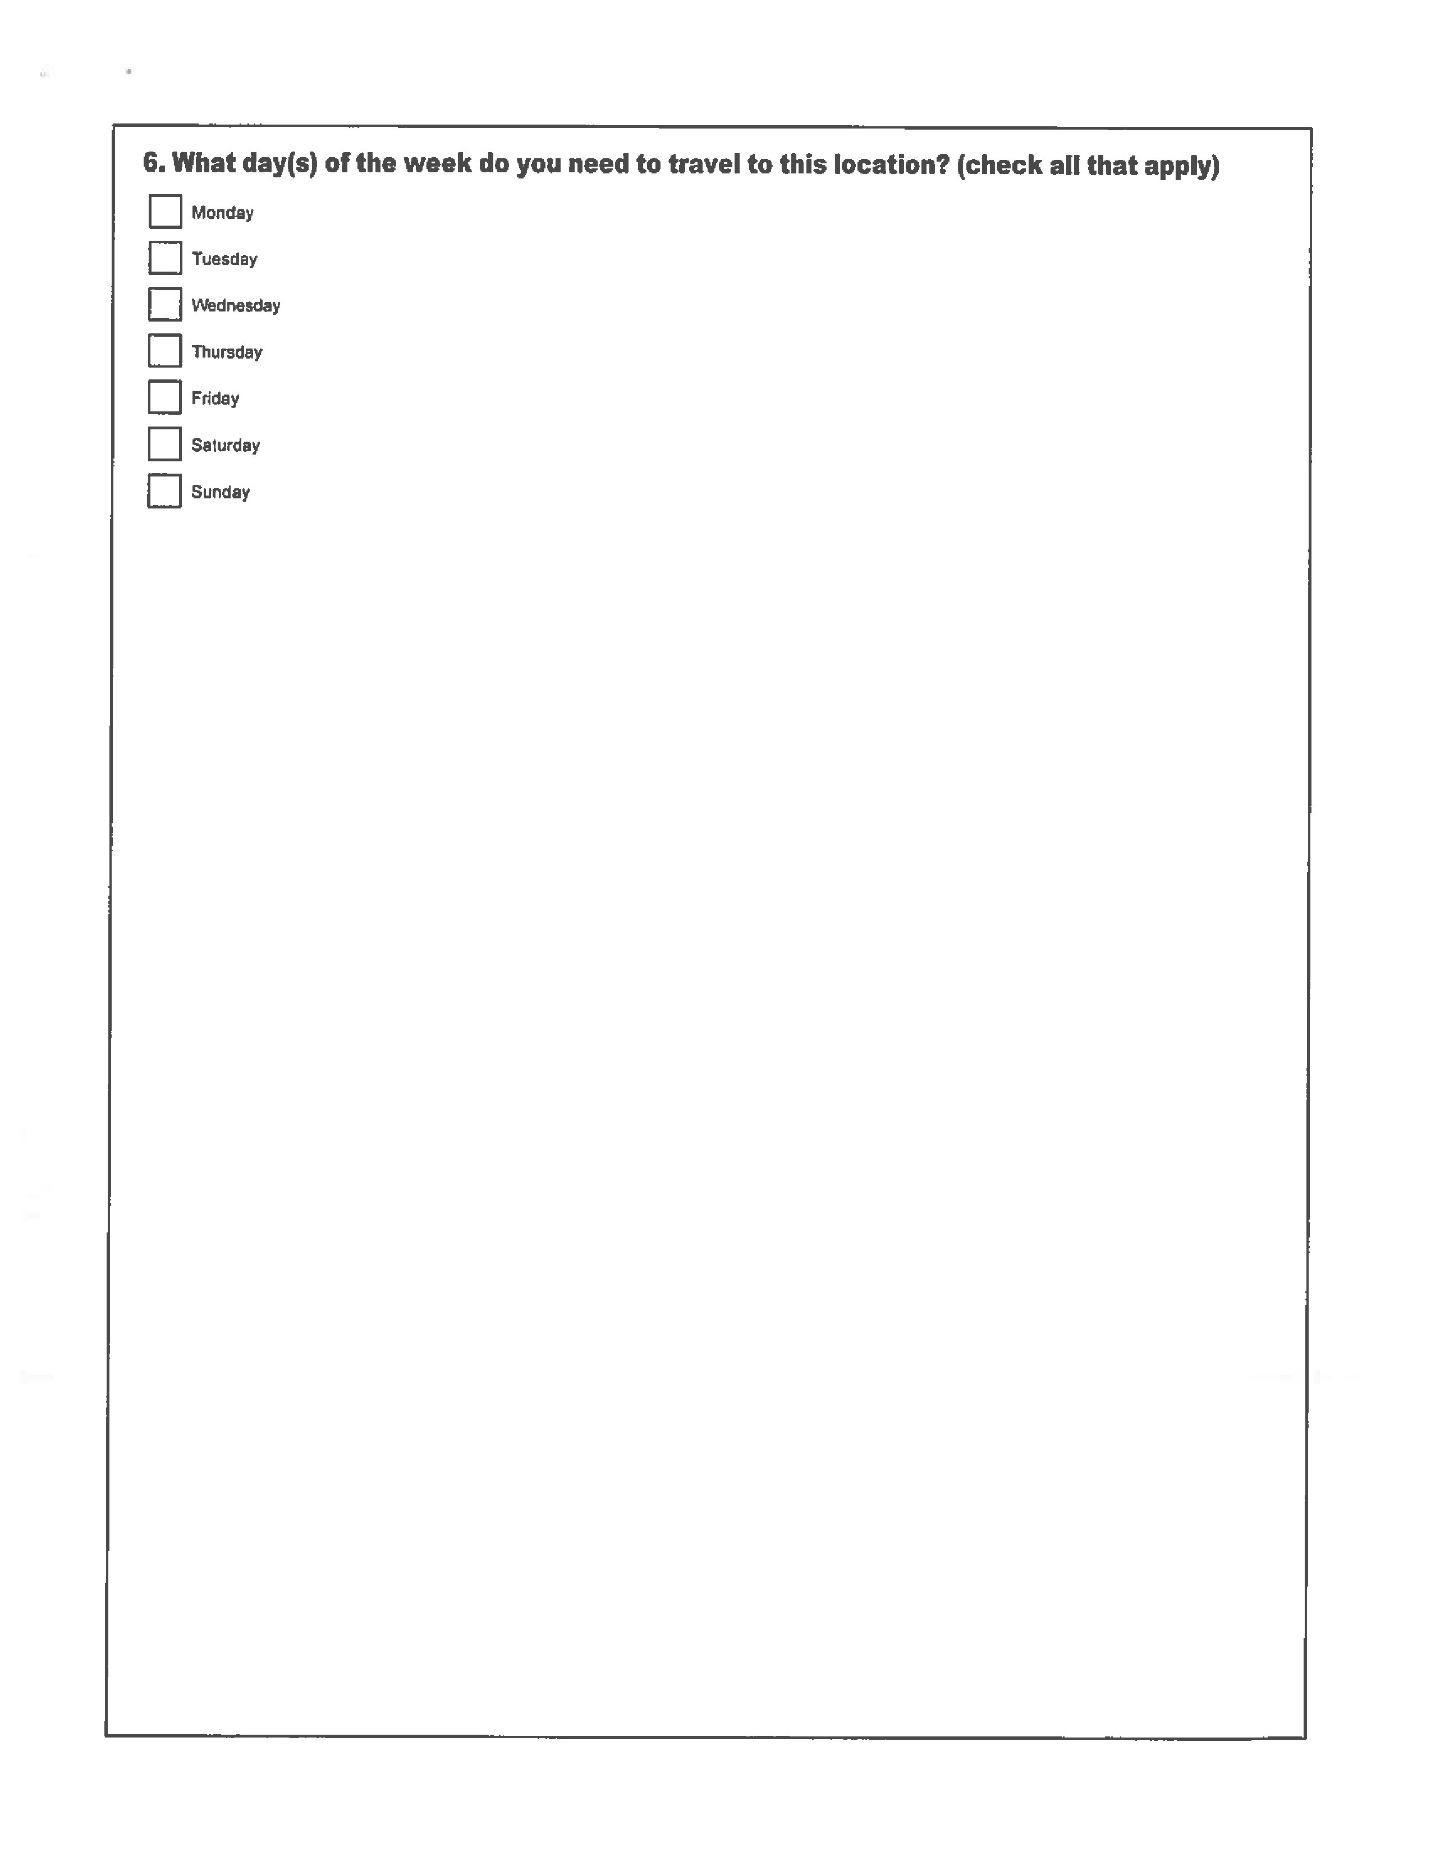 6. What day(s) of the week do you need to travel to this location? (check all that apply)
Monday
Tuesday
Wednesday
Thursday
Friday
Saturday
Sunday